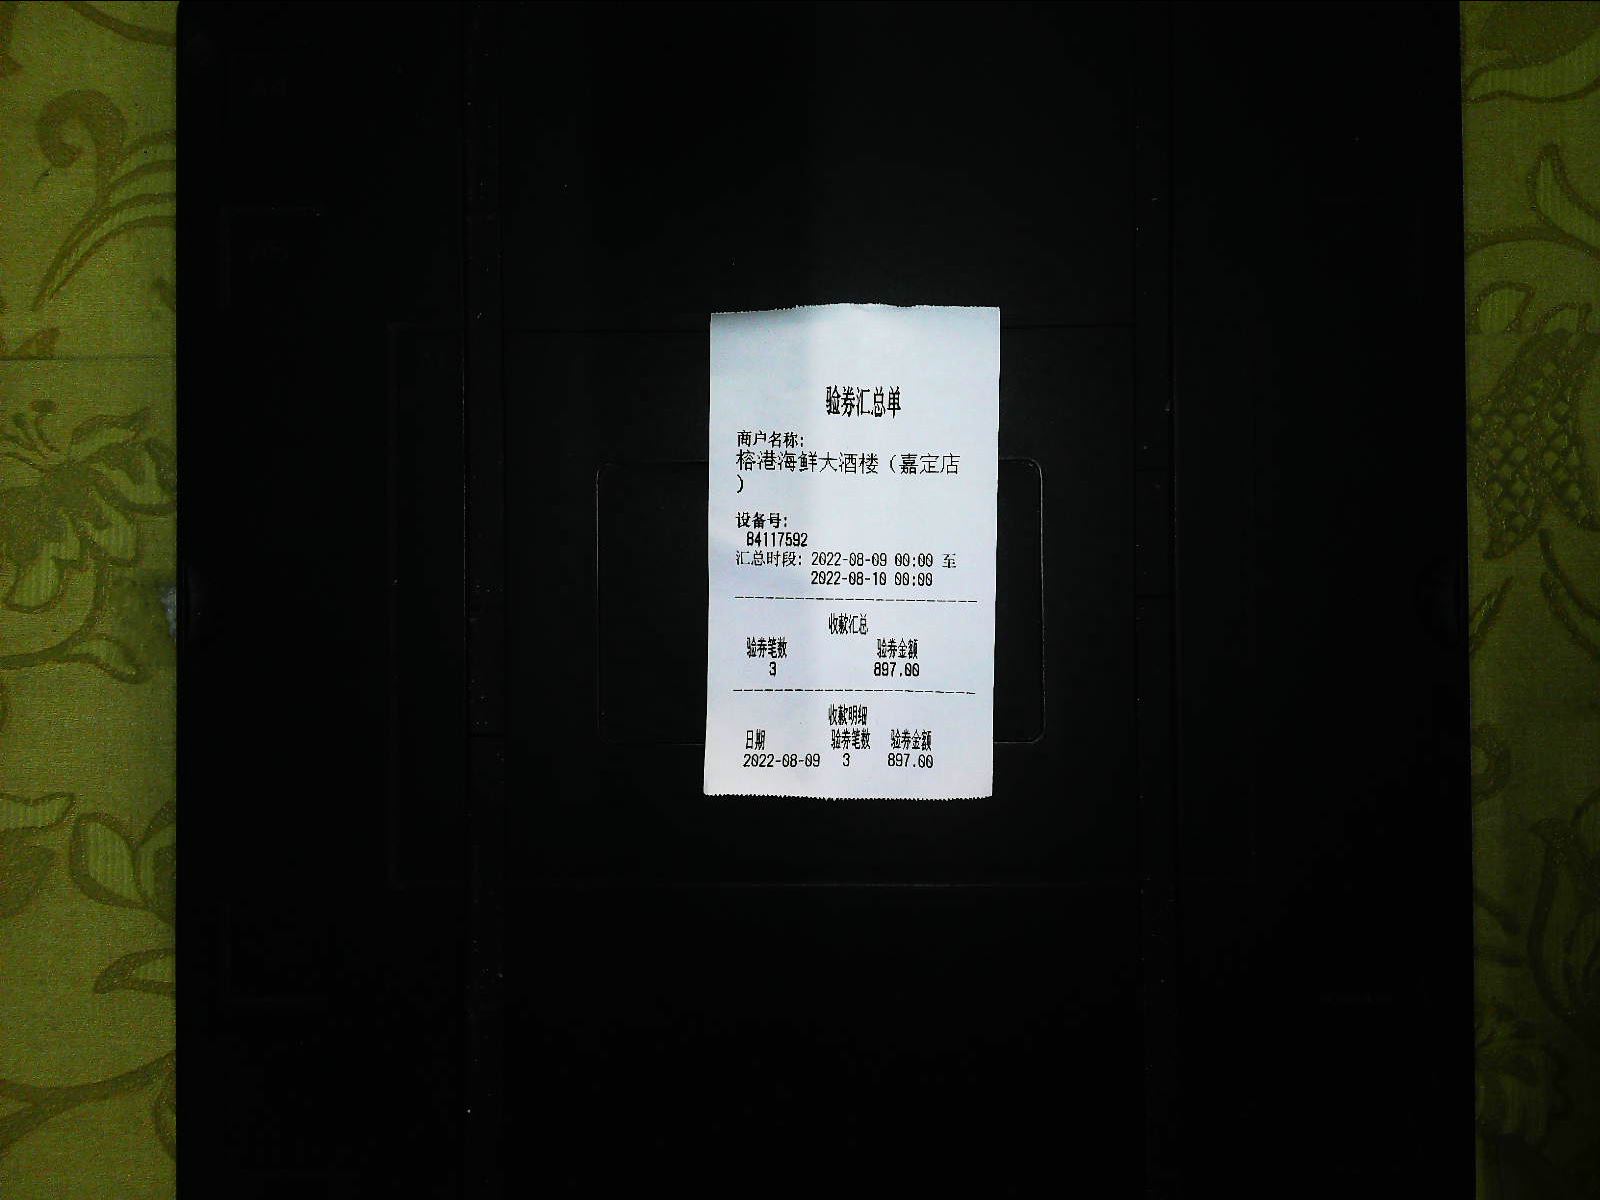 验券汇总单
商户名称:
榕港海鲜大酒楼（嘉定店
）
设备号:
84117592
汇总时段: 2022-08-09 00:00 至
2022-08-10 00:00
收款汇总
验券笔数 验券金额
3 897.00
收款明细
日期 验券笔数 验券金额
2022-08-09 3 897.00